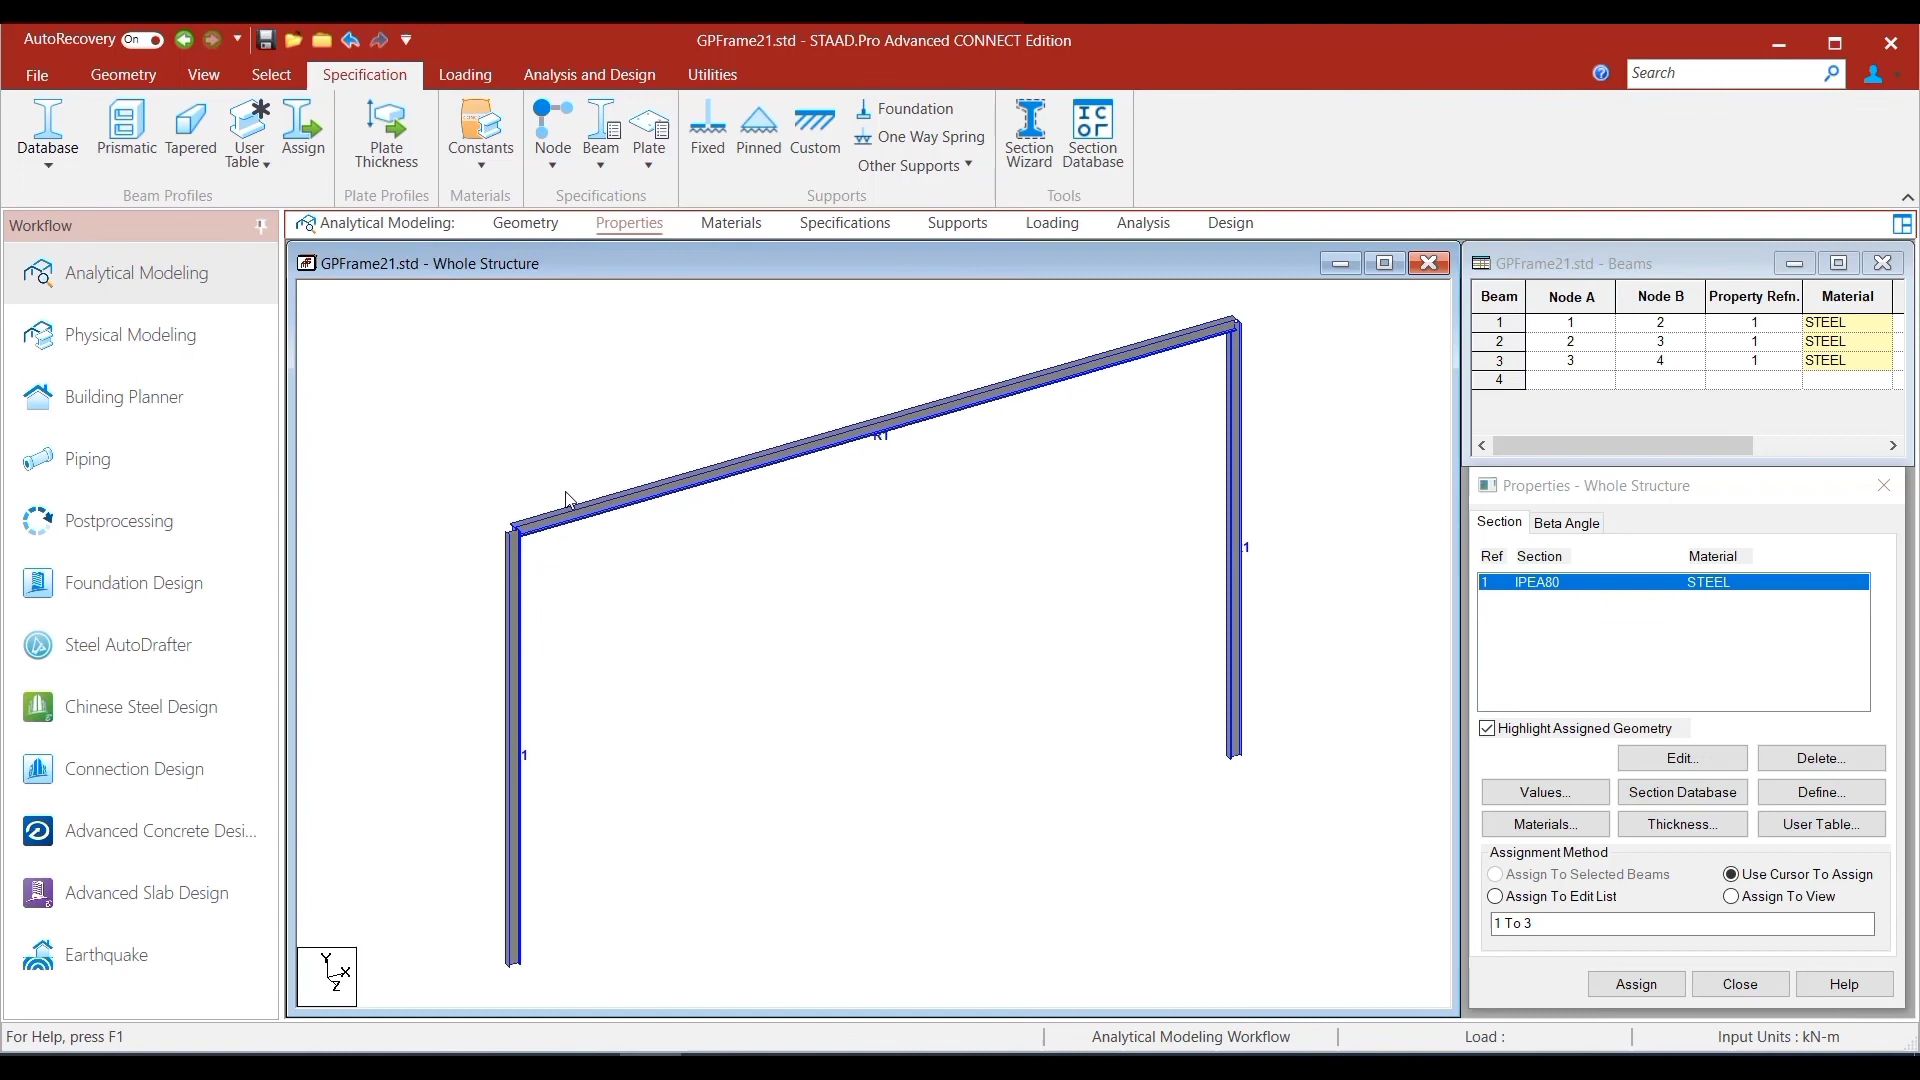 AutoRecovery On
GPFrame21.std - STAAD.Pro Advanced CONNECT Edition
File Geometry View Select Specification Loading Analysis and Design Utilities
Search
Database
Prismatic
Tapered
User Table
Assign
Beam Profiles
Plate Thickness
Plate Profiles
Constants
Materials
Node
Beam
Plate
Specifications
Fixed
Pinned
Custom
Foundation
One Way Spring
Other Supports
Supports
Section Wizard
IC OI
Section Database
Tools
Workflow
Analytical Modeling
Physical Modeling
Building Planner
Piping
Postprocessing
Foundation Design
Steel AutoDrafter
Chinese Steel Design
Connection Design
Advanced Concrete Desi...
Advanced Slab Design
Earthquake
Analytical Modeling: Geometry Properties Materials Specifications Supports Loading Analysis Design
GPFrame21.std - Whole Structure
R1
1
1
Y
X
Z
GPFrame21.std - Beams
Beam Node A Node B Property Refn. Material
1 1 2 1 STEEL
2 2 3 1 STEEL
3 3 4 1 STEEL
4
Properties - Whole Structure
Section Beta Angle
Ref Section Material
1 IPEA80 STEEL
Highlight Assigned Geometry
Edit... Delete...
Values... Section Database Define...
Materials... Thickness... User Table...
Assignment Method
Assign To Selected Beams Use Cursor To Assign
Assign To Edit List Assign To View
1 To 3
Assign Close Help
For Help, press F1 Analytical Modeling Workflow Load : Input Units : kN-m